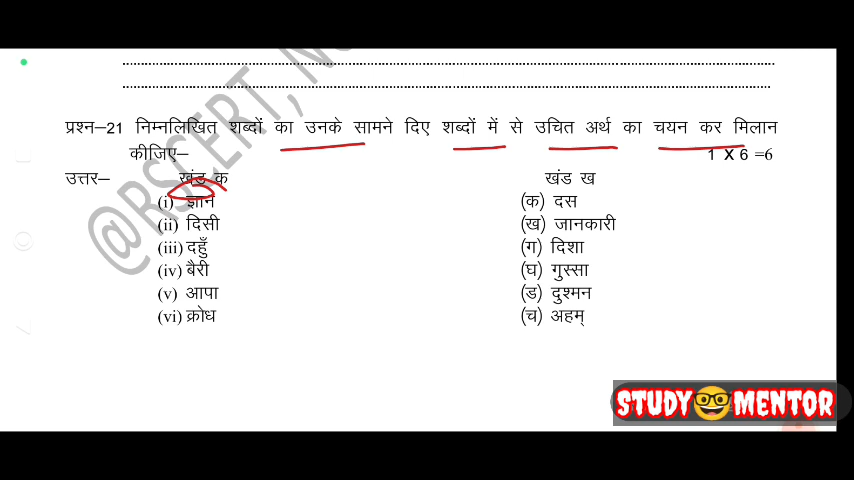 प्रश्न–21 निम्नलिखित शब्दों का उनके सामने दिए शब्दों में से उचित अर्थ का चयन कर मिलान
कीजिए– 1 X 6 =6
उत्तर– खंड क खंड ख
(i) ज्ञान (क) दस
(ii) दिसी (ख) जानकारी
(iii) दहुँ (ग) दिशा
(iv) बैरी (घ) गुस्सा
(v) आपा (ड) दुश्मन
(vi) क्रोध (च) अहम्
@RSCERT,
STUDY MENTOR